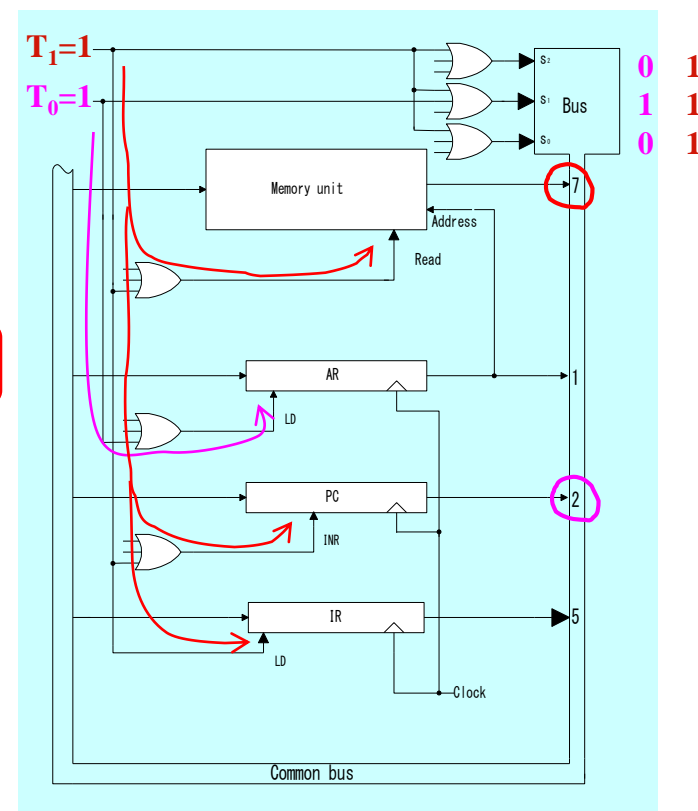 T1=1
S2 0 1
T0=1
S1 Bus 1 1
S0 0 1
Memory unit
7
Address
Read
AR
1
LD
PC
2
INR
IR
5
LD
Clock
Common bus